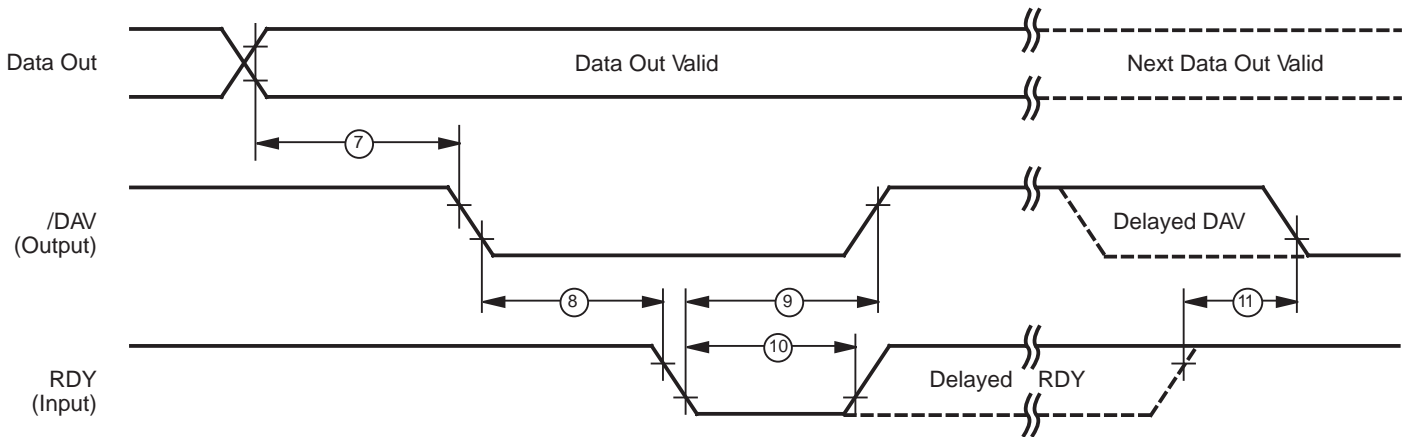 Data Out
Data Out Valid
Next Data Out Valid
7
/DAV
(Output)
Delayed DAV
8
9
11
10
RDY
(Input)
Delayed RDY